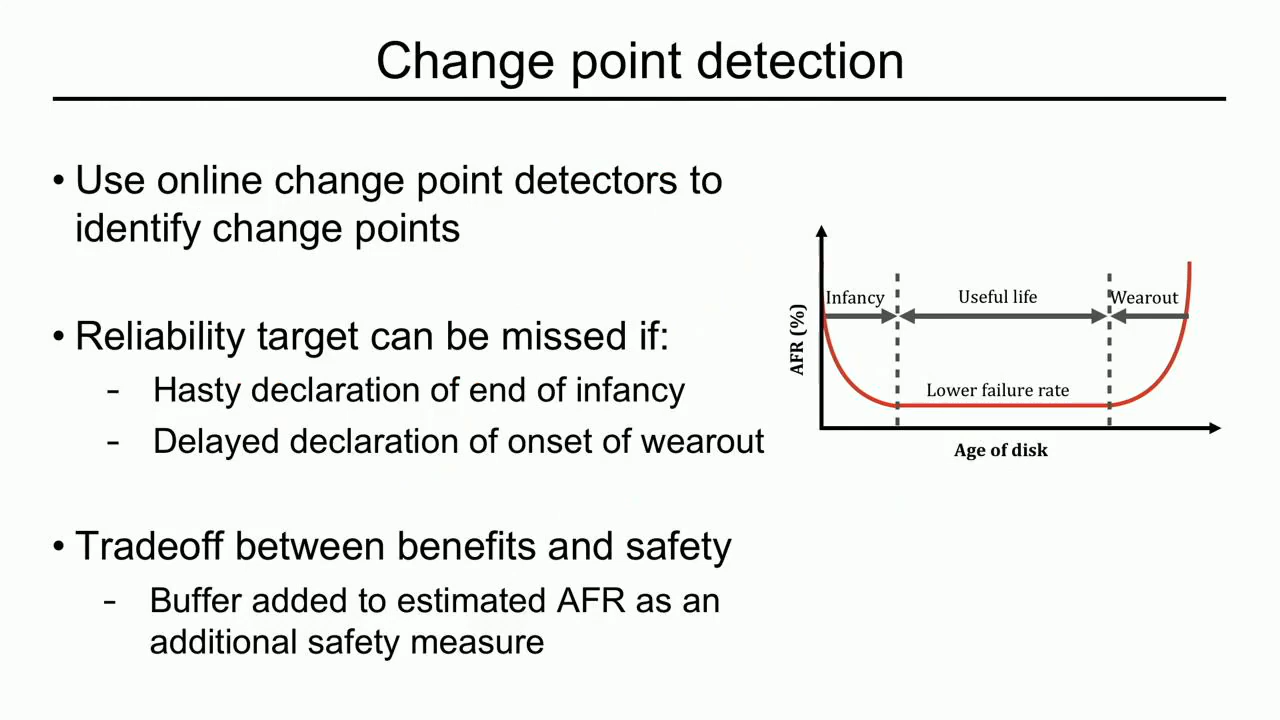 Change point detection
• Use online change point detectors to
identify change points
• Reliability target can be missed if:
- Hasty declaration of end of infancy
- Delayed declaration of onset of wearout
• Tradeoff between benefits and safety
- Buffer added to estimated AFR as an
additional safety measure
Infancy
Useful life
Wearout
AFR (%)
Lower failure rate
Age of disk